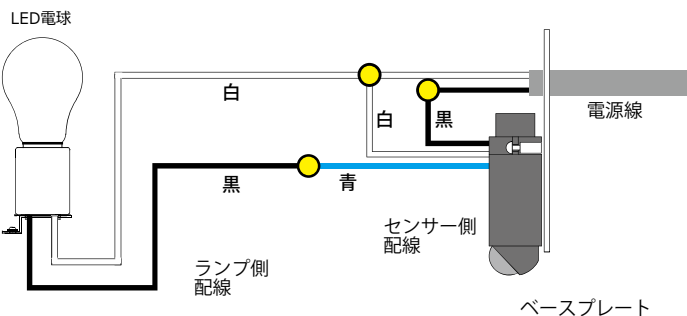 LED電球
白
白
黒
電源線
黒
青
センサー側
配線
ランプ側
配線
ベースプレート